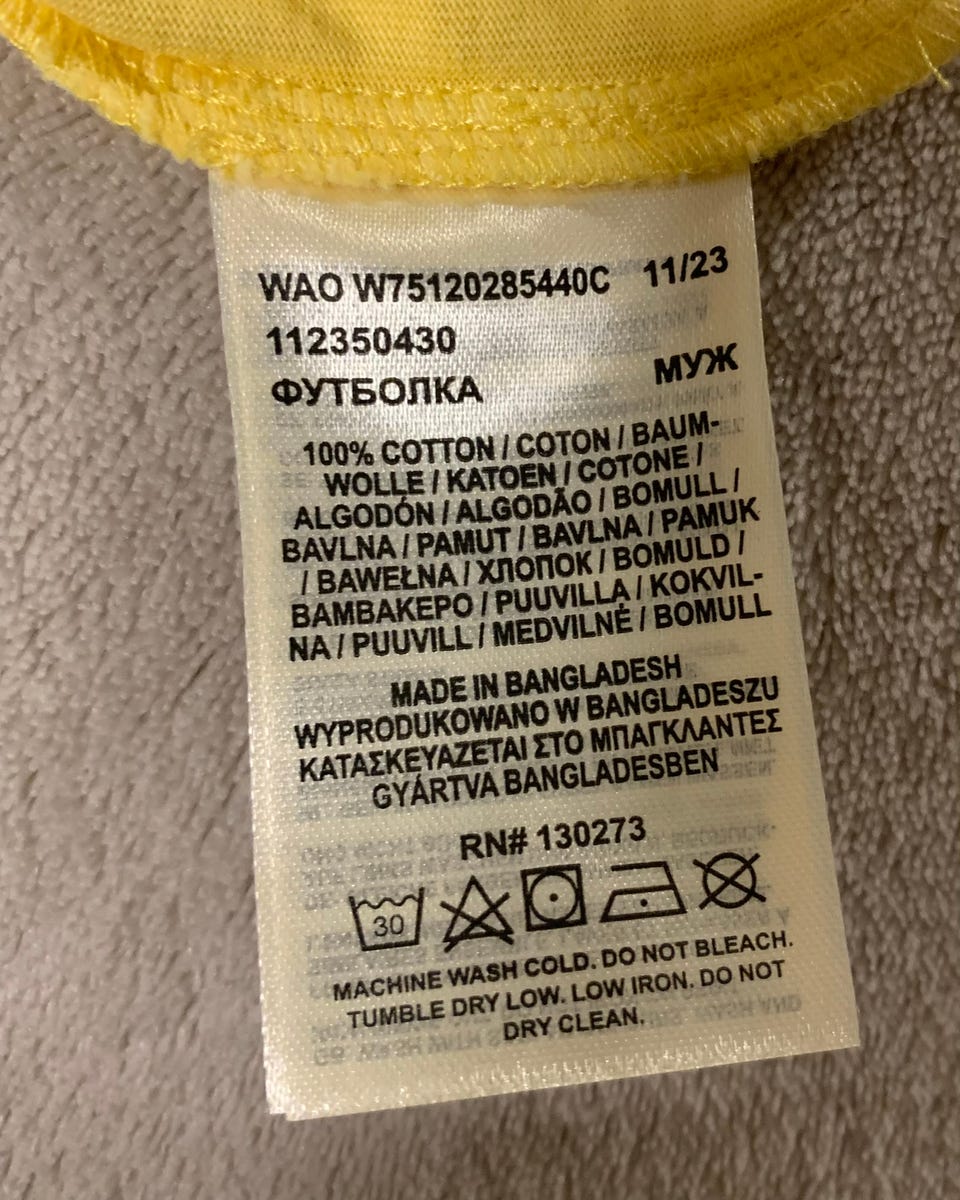 WAO W75120285440C 11/23
112350430
ФУТБОЛКА МУЖ
100% COTTON / COTON / BAUM-
WOLLE / KATOEN / COTONE /
ALGODÓN / ALGODÃO / BOMULL /
BAVLNA / PAMUT / BAVLNA / PAMUK
/ BAWEŁNA / ХЛОПОК / BOMULD /
ΒΑΜΒΑΚΕΡΟ / PUUVILLA / KOKVIL-
NA / PUUVILL / MEDVILNĖ / BOMULL
MADE IN BANGLADESH
WYPRODUKOWANO W BANGLADESZU
ΚΑΤΑΣΚΕΥΑΖΕΤΑΙ ΣΤΟ ΜΠΑΓΚΛΑΝΤΕΣ
GYÁRTVA BANGLADESBEN
RN# 130273
30
MACHINE WASH COLD. DO NOT BLEACH.
TUMBLE DRY LOW. LOW IRON. DO NOT
DRY CLEAN.